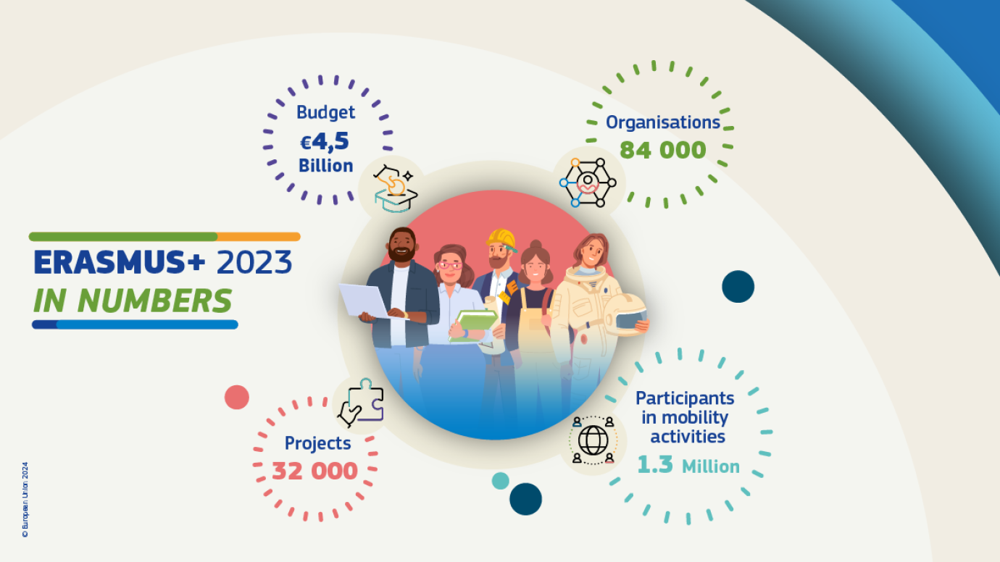 Budget
€4,5
Billion
Organisations
84 000
ERASMUS+ 2023
IN NUMBERS
Projects
32 000
Participants
in mobility
activities
1.3 Million
© European Union 2024